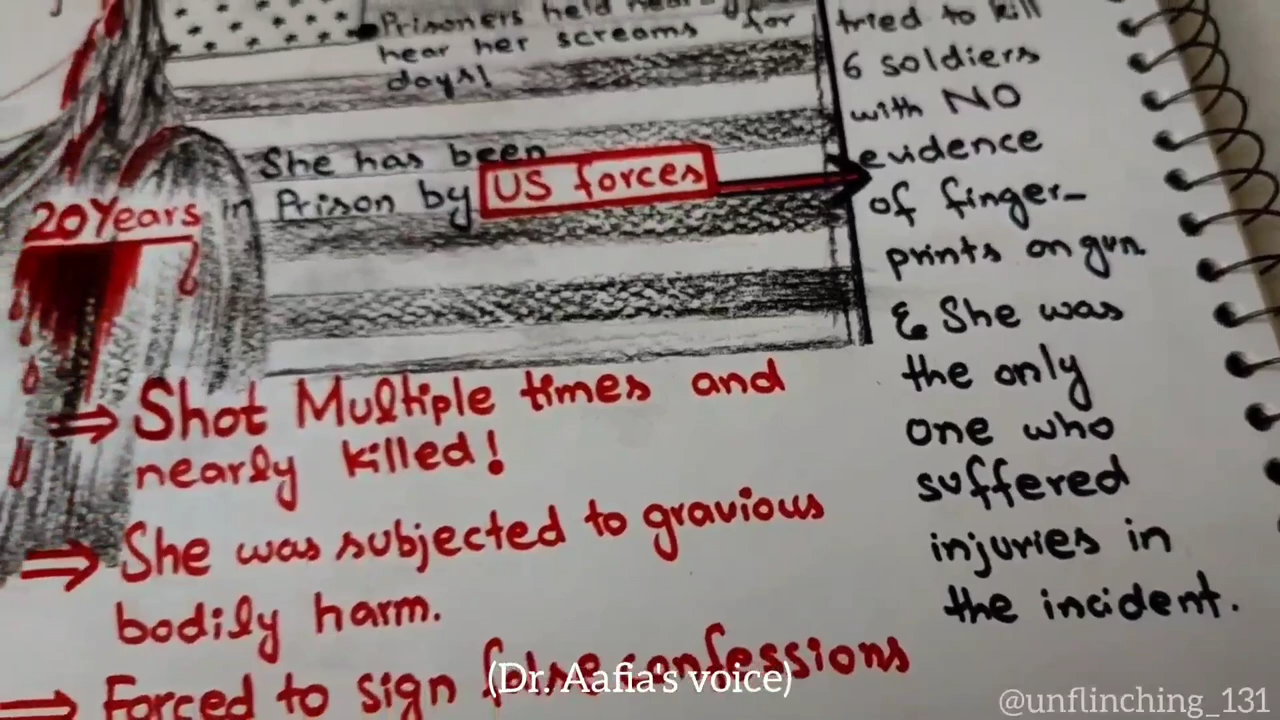 Prisoners held near
hear her screams "for
days!
She has been
20 Years in Prison by US forces
tried to kill
6 soldiers
with NO
evidence
of finger-
prints on gun.
& She was
the only
one who
suffered
injuries in
the incident.
⇒ Shot Multiple times and
nearly killed!
⇒ She was subjected to gravious
bodily harm.
⇒ Forced to sign false confessions
(Dr. Aafia's voice)
@unflinching_131